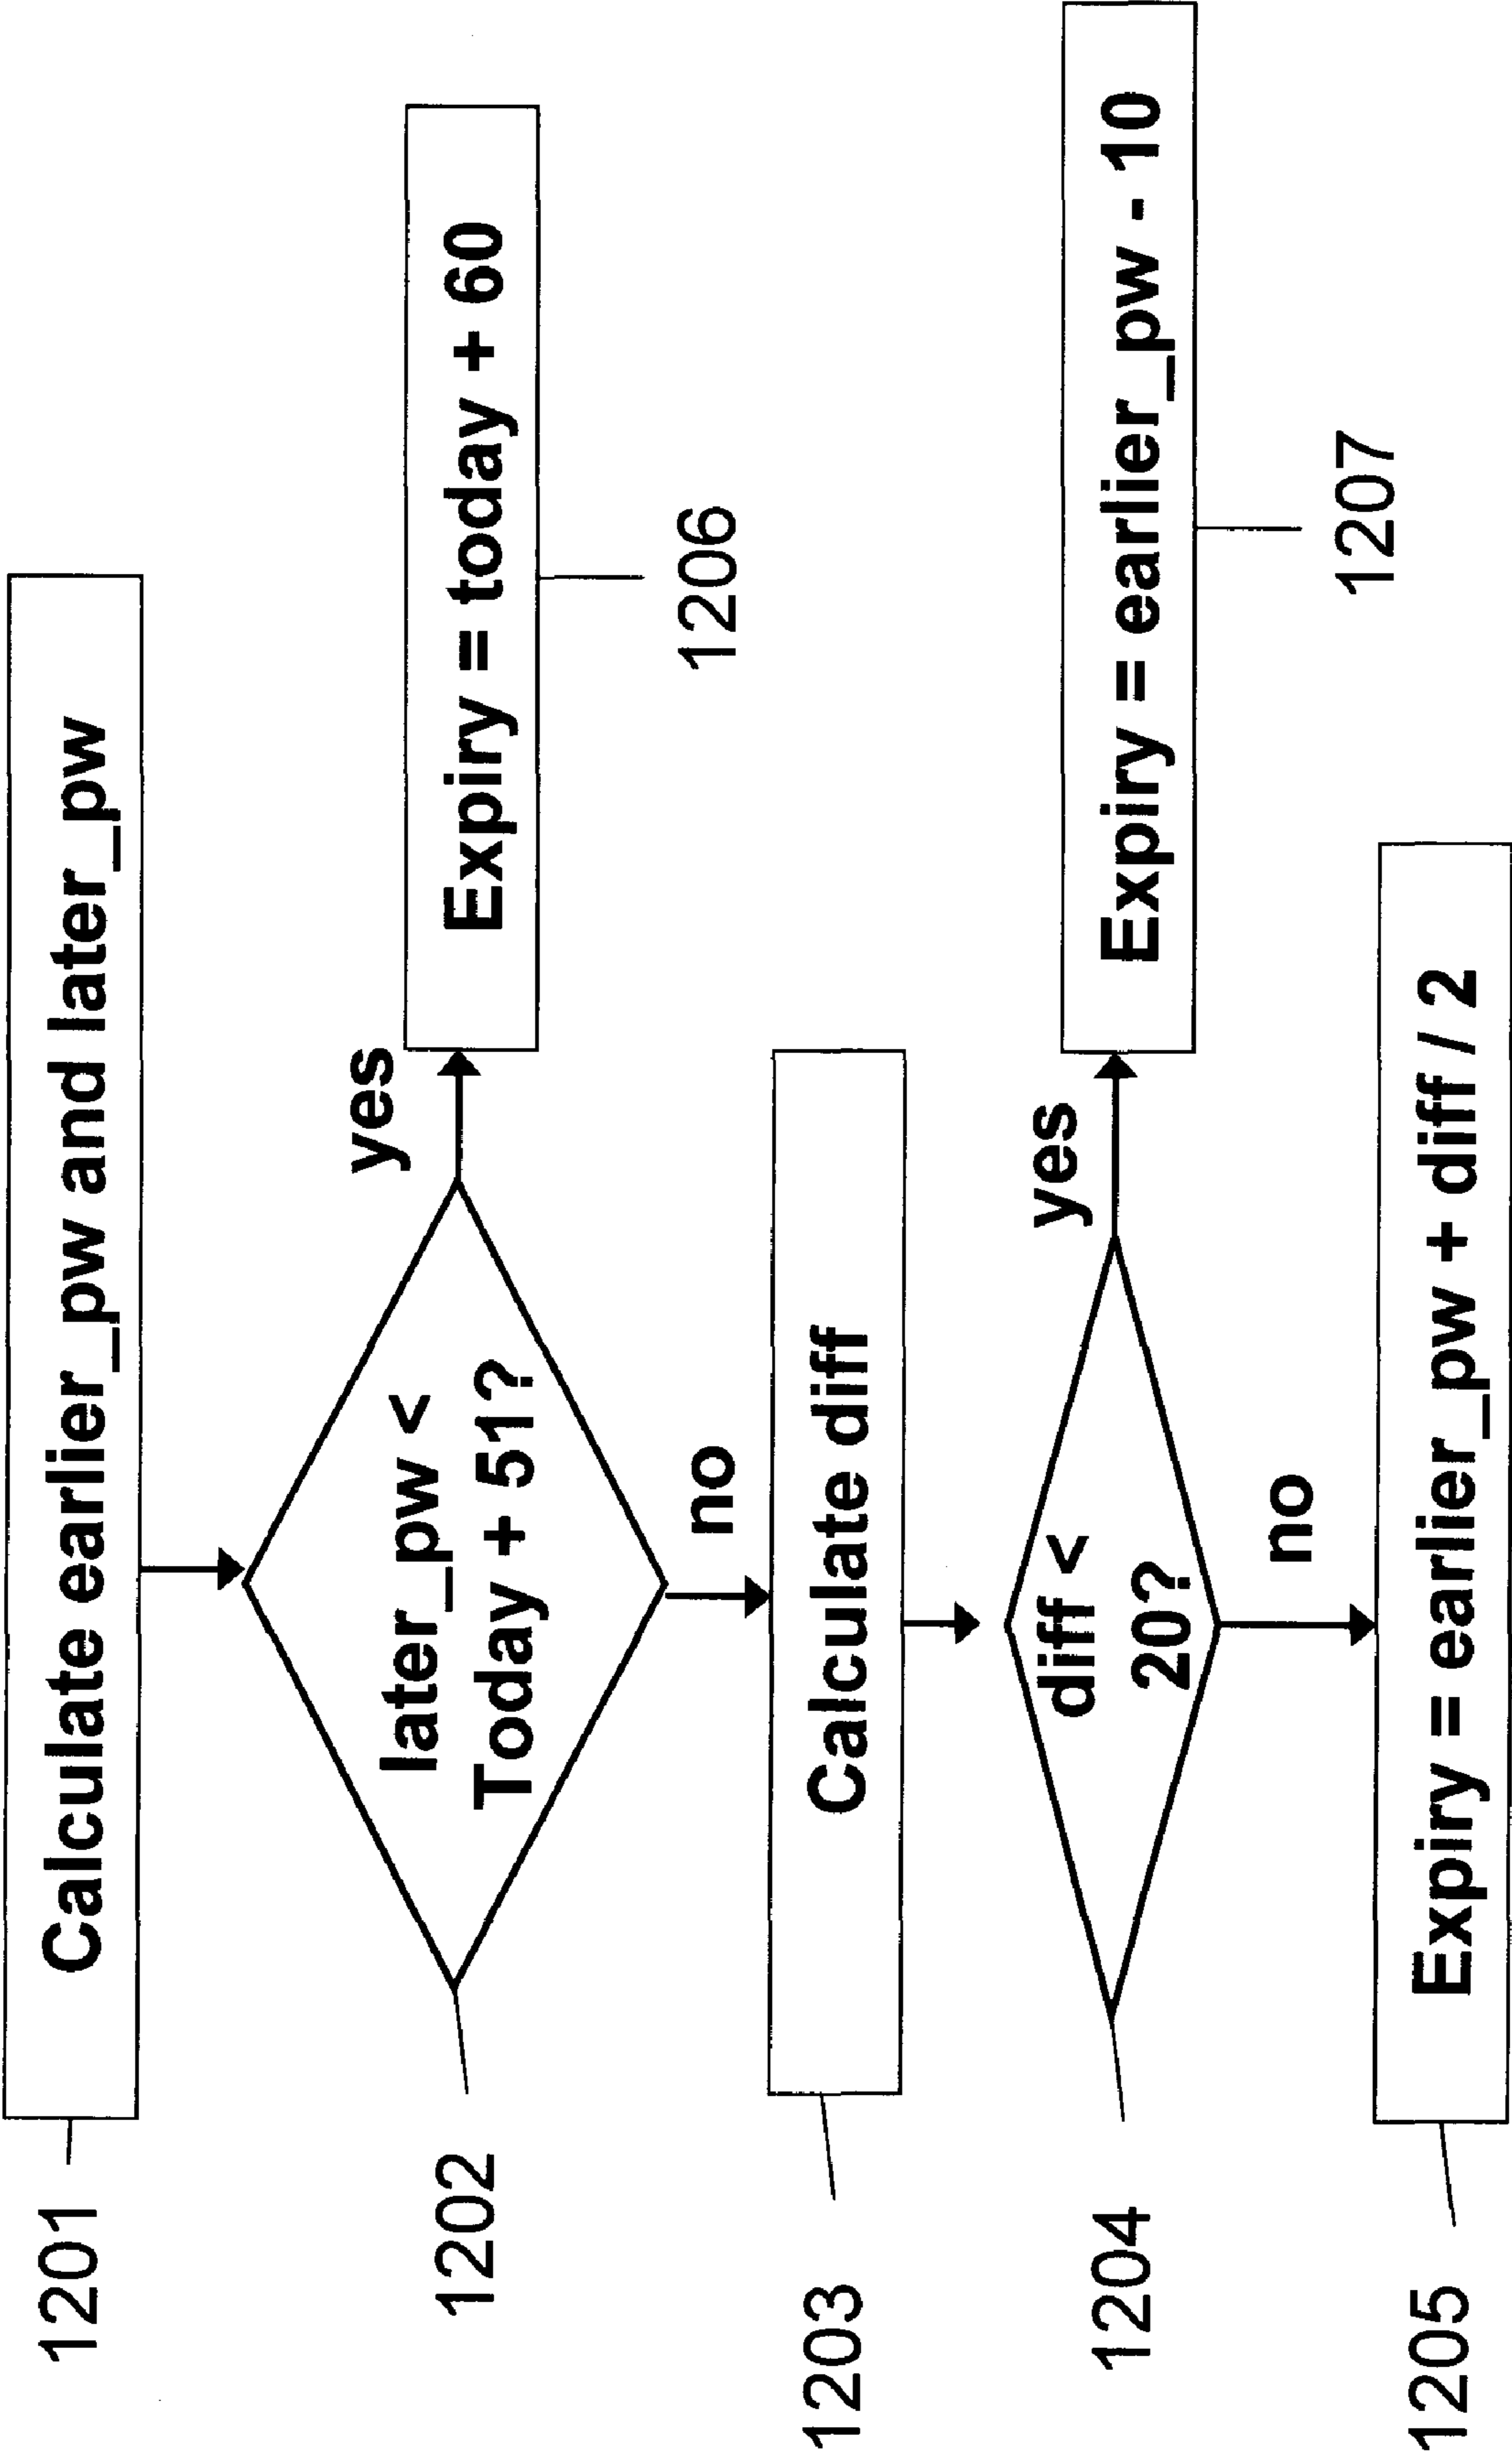 1201
Calculate earlier_pw and later_pw
1202
later_pw <
Today + 51?
yes
Expiry = today + 60
1206
no
1203
Calculate diff
1204
diff <
20?
yes
Expiry = earlier_pw - 10
1207
no
1205
Expiry = earlier_pw + diff / 2